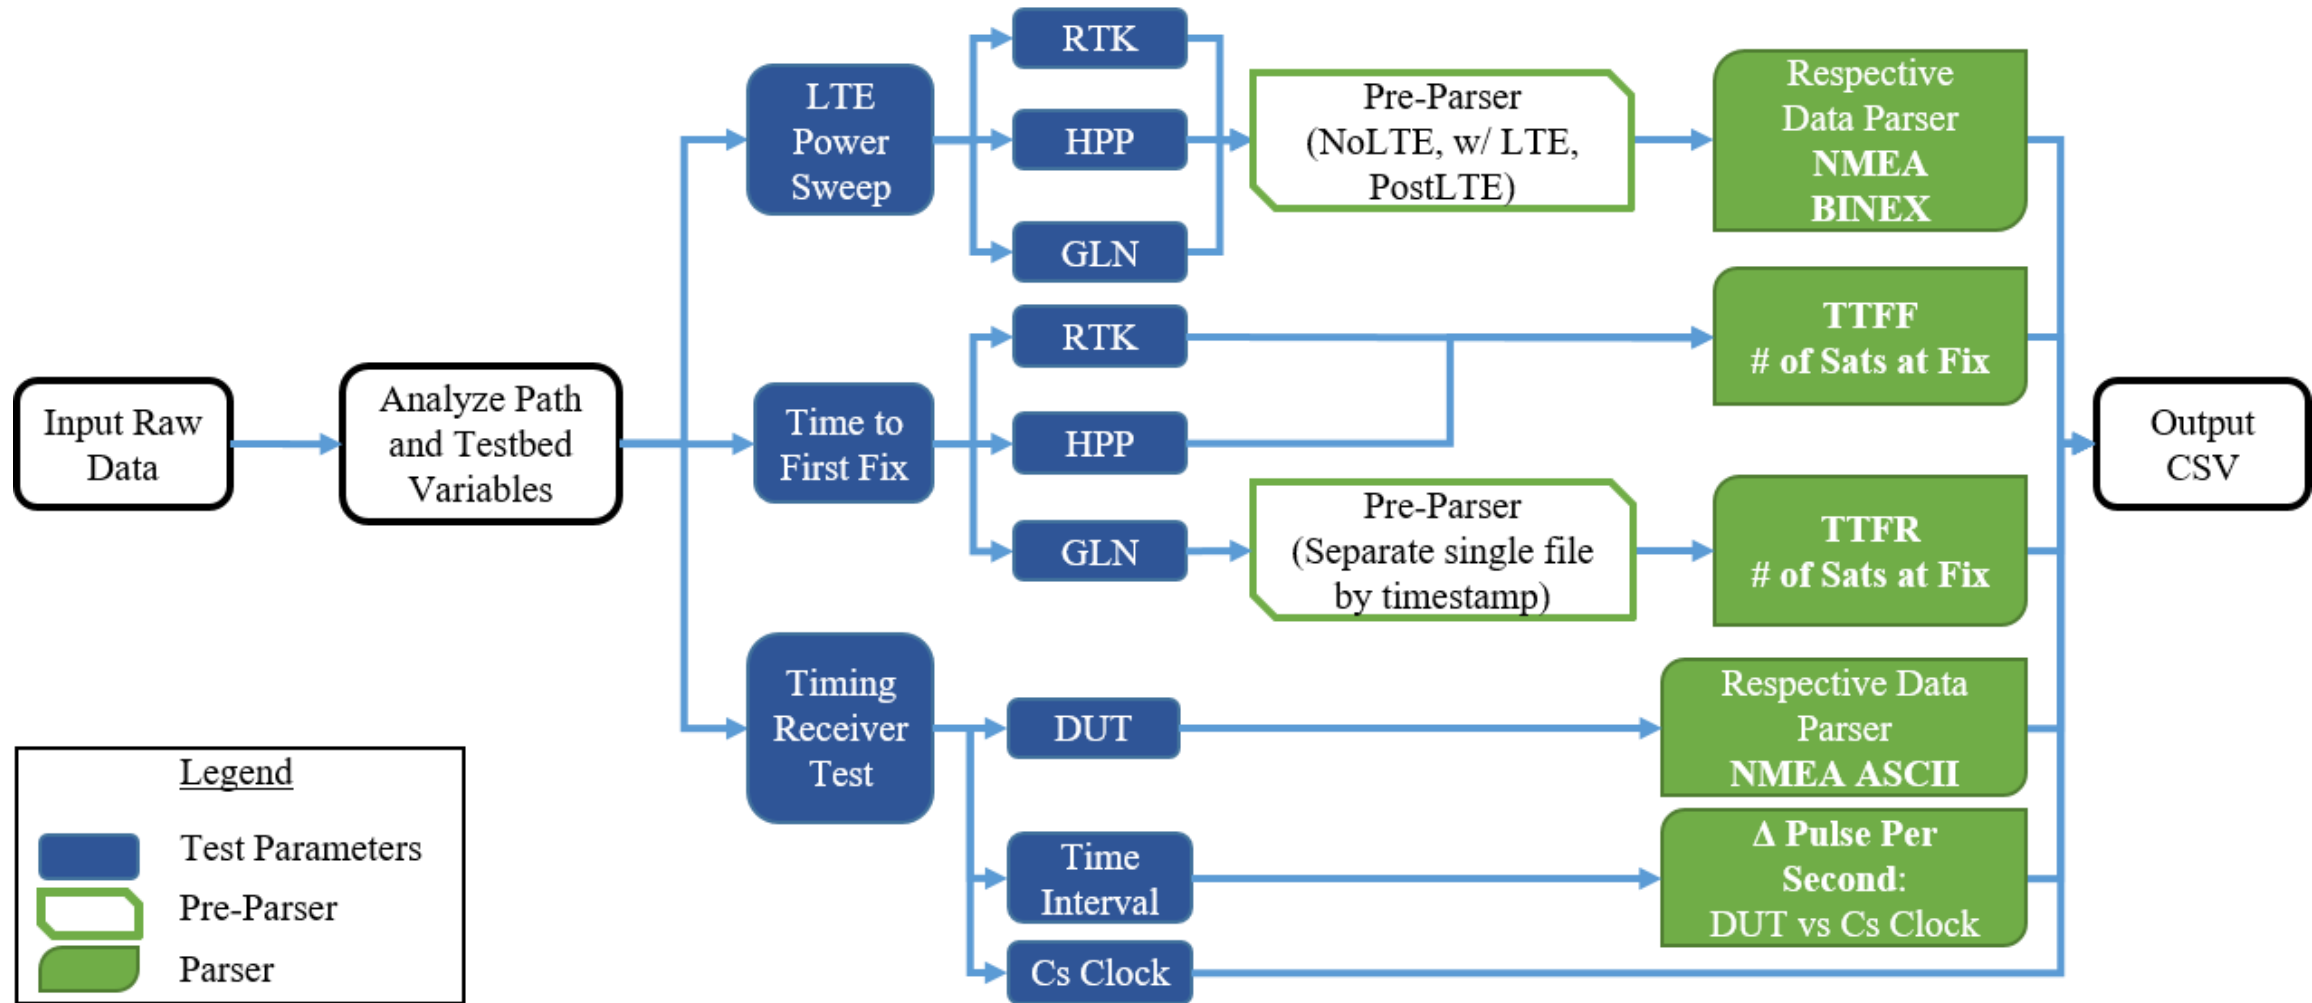 Input Raw
Data
Analyze Path
and Testbed
Variables
LTE
Power
Sweep
RTK
HPP
GLN
Pre-Parser
(NoLTE, w/ LTE,
PostLTE)
Respective
Data Parser
NMEA
BINEX
Time to
First Fix
RTK
HPP
GLN
Pre-Parser
(Separate single file
by timestamp)
TTFF
# of Sats at Fix
TTFR
# of Sats at Fix
Timing
Receiver
Test
DUT
Time
Interval
Cs Clock
Respective Data
Parser
NMEA ASCII
Δ Pulse Per
Second:
DUT vs Cs Clock
Output
CSV
Legend
Test Parameters
Pre-Parser
Parser